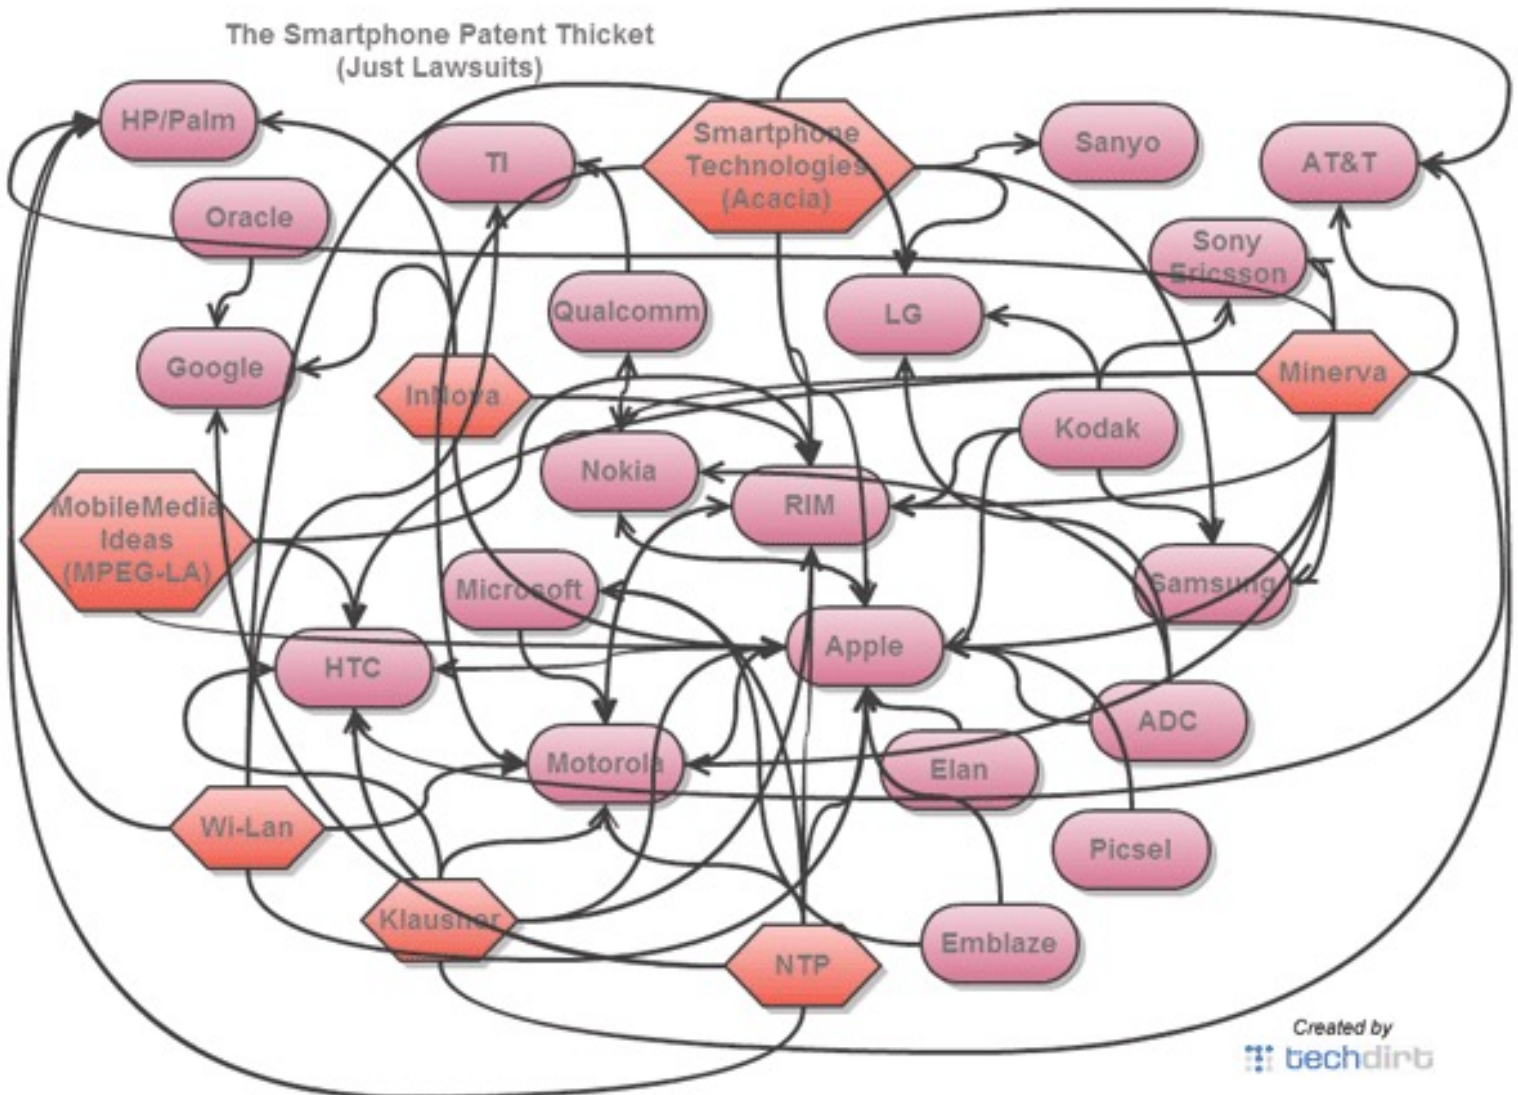 The Smartphone Patent Thicket
(Just Lawsuits)
HP/Palm
TI
Smartphone
Technologies
(Acacia)
Sanyo
AT&T
Oracle
Sony
Ericsson
Qualcomm
LG
Google
InNova
Minerva
Kodak
Nokia
RIM
MobileMedia
Ideas
(MPEG-LA)
Microsoft
Samsung
HTC
Apple
ADC
Motorola
Elan
Wi-Lan
Picsel
Klausner
Emblaze
NTP
Created by
techdirt